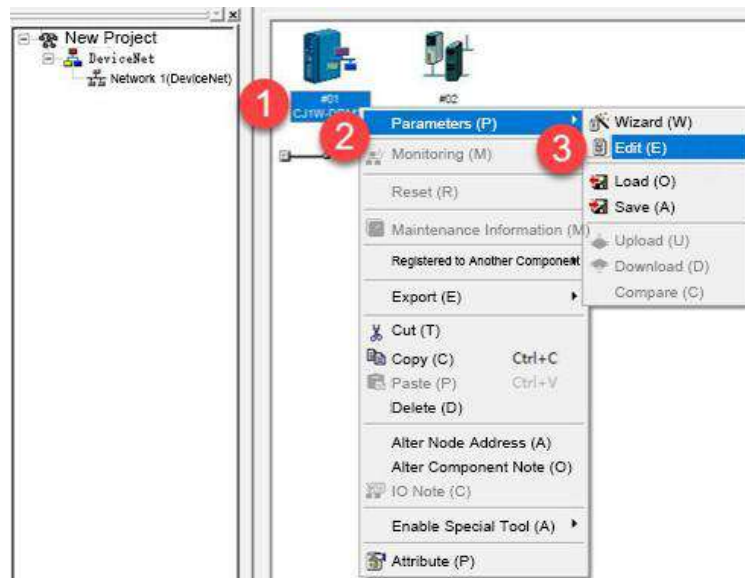 New Project
DeviceNet
Network 1(DeviceNet)
#01
#02
1
2
Parameters (P)
Monitoring (M)
Reset (R)
Maintenance Information (M
Registered to Another Component
Export (E)
Cut (T)
Copy (C) Ctrl+C
Paste (P) Ctrl+V
Delete (D)
Alter Node Address (A)
Alter Component Note (O)
IO Note (C)
Enable Special Tool (A)
Attribute (P)
3
Wizard (W)
Edit (E)
Load (O)
Save (A)
Upload (U)
Download (D)
Compare (C)